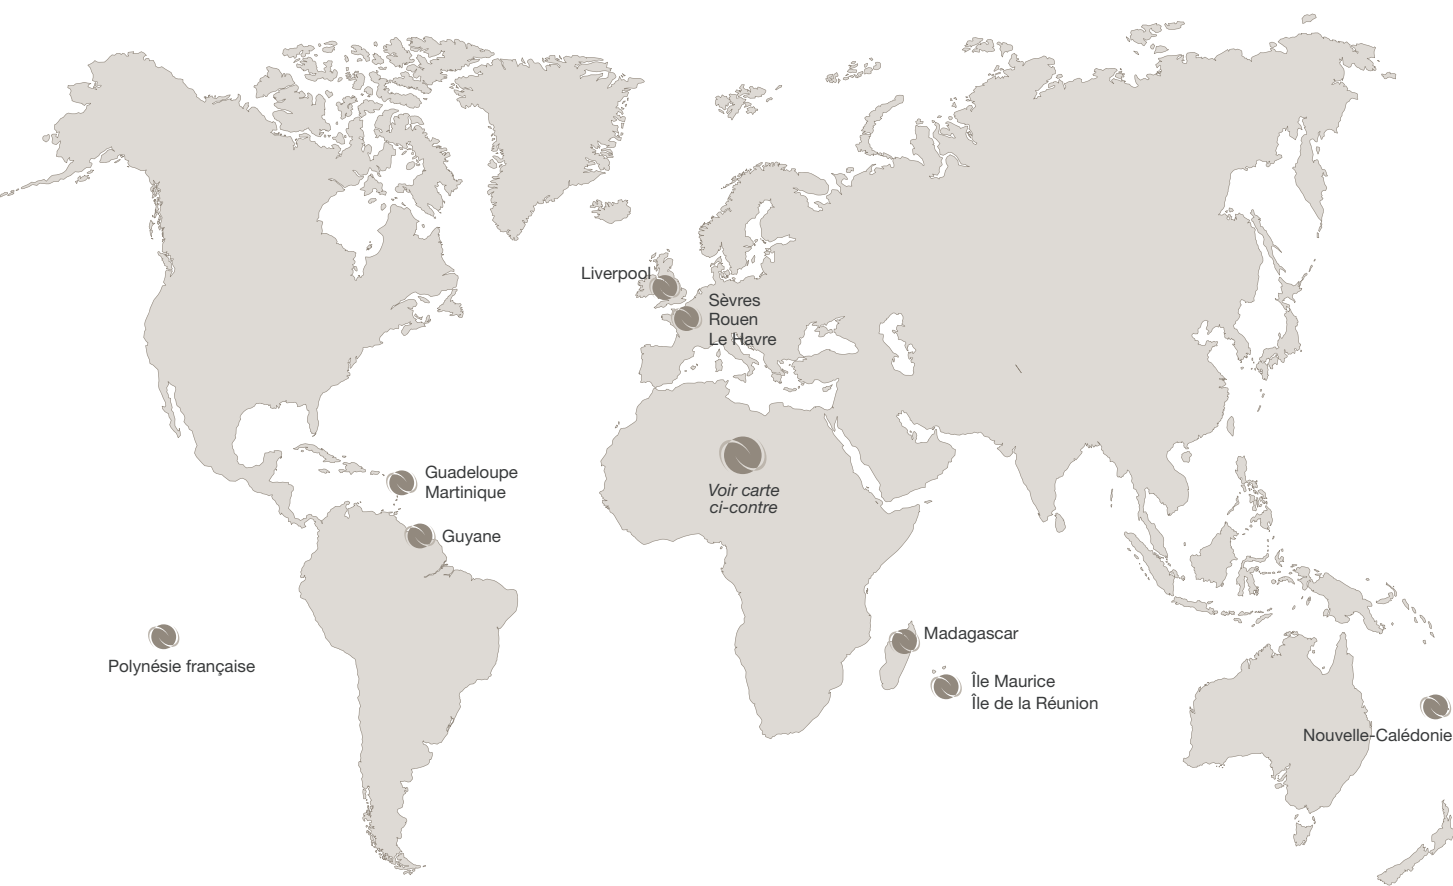 Liverpool
Sèvres
Rouen
Le Havre
Voir carte
ci-contre
Guadeloupe
Martinique
Guyane
Polynésie française
Madagascar
Île Maurice
Île de la Réunion
Nouvelle-Calédonie